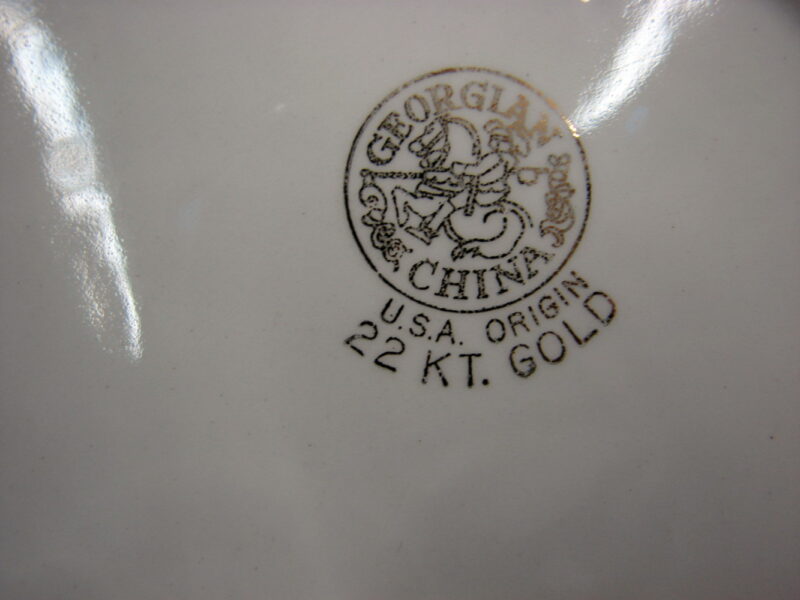 GEORGIAN
CHINA
U.S.A. ORIGIN
22 KT. GOLD